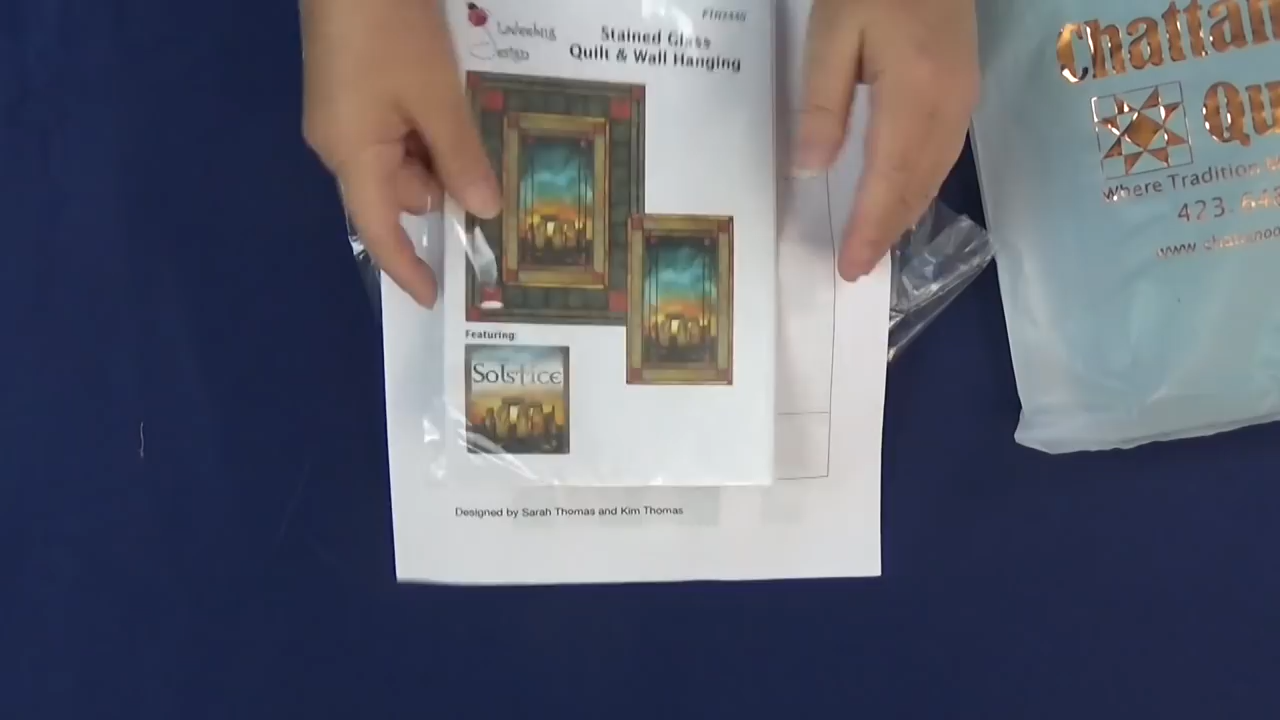 Stained Glass
Quilt & Wall Hanging
Featuring:
Solstice
Designed by Sarah Thomas and Kim Thomas
Chattan
Qu
Where Tradition
423.64
www.